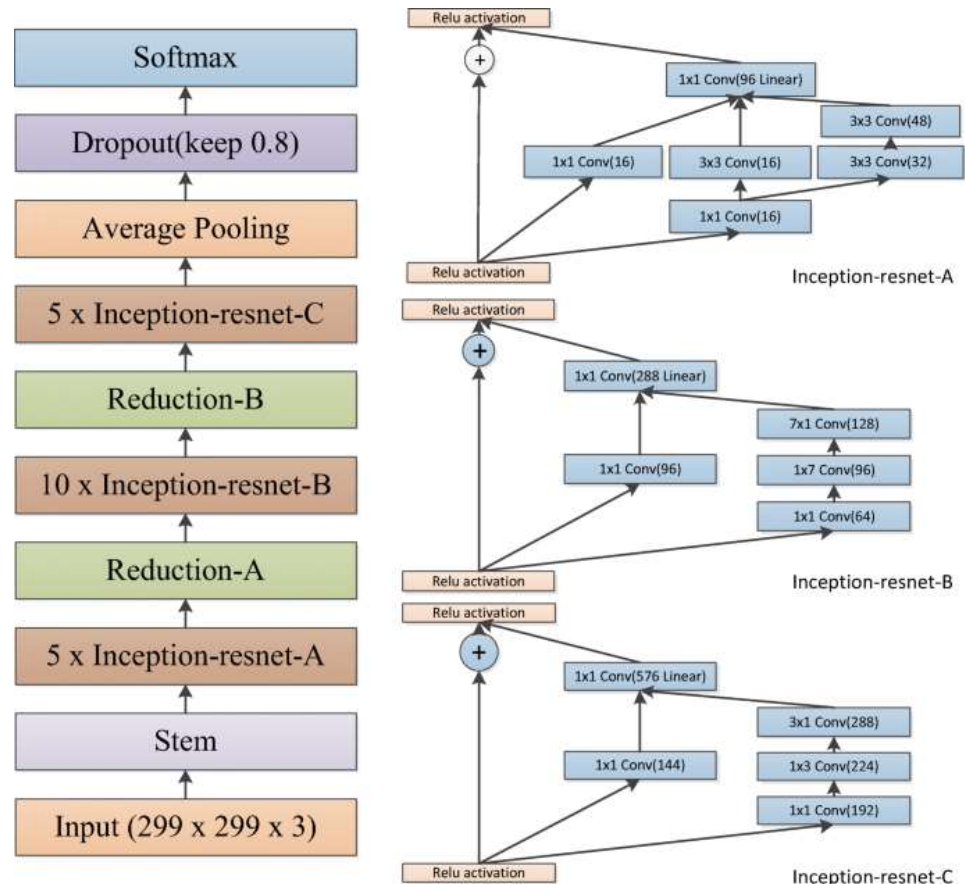 Softmax
Dropout(keep 0.8)
Average Pooling
5 x Inception-resnet-C
Reduction-B
10 x Inception-resnet-B
Reduction-A
5 x Inception-resnet-A
Stem
Input (299 x 299 x 3)
Relu activation
+
1x1 Conv(96 Linear)
3x3 Conv(48)
1x1 Conv(16)
3x3 Conv(16)
3x3 Conv(32)
1x1 Conv(16)
Relu activation
Inception-resnet-A
Relu activation
+
1x1 Conv(288 Linear)
7x1 Conv(128)
1x1 Conv(96)
1x7 Conv(96)
1x1 Conv(64)
Relu activation
Inception-resnet-B
Relu activation
+
1x1 Conv(576 Linear)
3x1 Conv(288)
1x1 Conv(144)
1x3 Conv(224)
1x1 Conv(192)
Relu activation
Inception-resnet-C